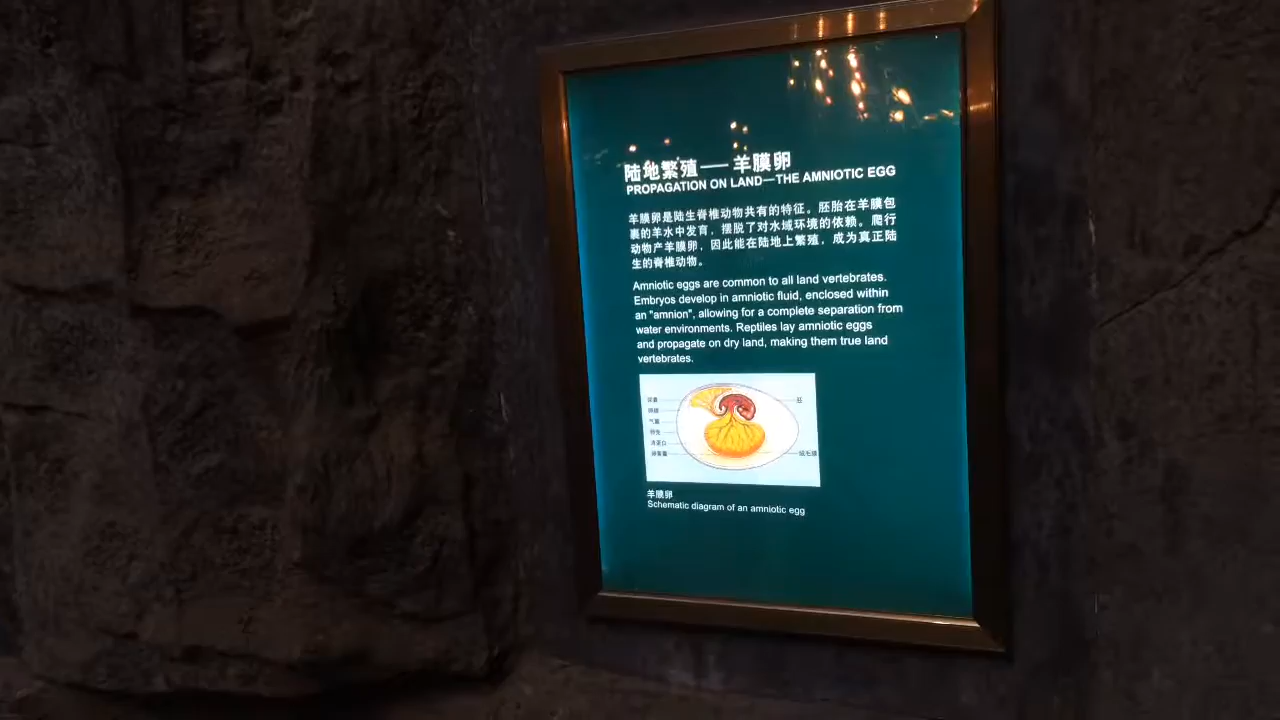 陆地繁殖——羊膜卵
PROPAGATION ON LAND—THE AMNIOTIC EGG
羊膜卵是陆生脊椎动物共有的特征。胚胎在羊膜包
裹的羊水中发育，摆脱了对水域环境的依赖。爬行
动物产羊膜卵，因此能在陆地上繁殖，成为真正陆
生的脊椎动物。
Amniotic eggs are common to all land vertebrates.
Embryos develop in amniotic fluid, enclosed within
an "amnion", allowing for a complete separation from
water environments. Reptiles lay amniotic eggs
and propagate on dry land, making them true land
vertebrates.
胚
气室
绒毛膜
羊膜卵
Schematic diagram of an amniotic egg